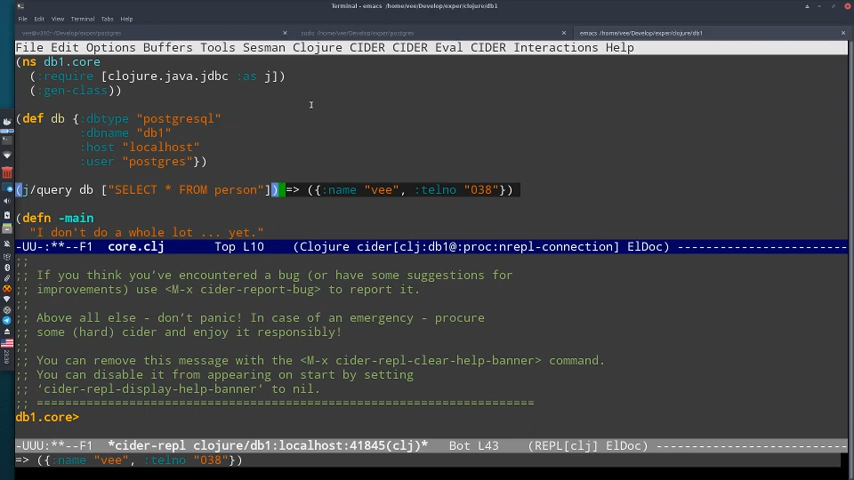 Terminal - emacs /home/vee/Develop/exper/clojure/db1
File Edit View Terminal Tabs Help
emacs /home/vee/Develop/exper/clojure/db1
File Edit Options Buffers Tools Sesman Clojure CIDER CIDER Eval CIDER Interactions Help
(ns db1.core
(:require [clojure.java.jdbc :as j])
(:gen-class))
(def db {:dbtype "postgresql"
:dbname "db1"
:host "localhost"
:user "postgres"})
(j/query db ["SELECT * FROM person"]) => ({:name "vee", :telno "038"})
(defn -main
"I don't do a whole lot ... yet."
-UU-:**--F1 core.clj Top L10 (Clojure cider[clj:db1@:proc:nrepl-connection] ElDoc) --------------------------
;;
;; If you think you've encountered a bug (or have some suggestions for
;; improvements) use <M-x cider-report-bug> to report it.
;;
;; Above all else - don't panic! In case of an emergency - procure
;; some (hard) cider and enjoy it responsibly!
;;
;; You can remove this message with the <M-x cider-repl-clear-help-banner> command.
;; You can disable it from appearing on start by setting
;; ‘cider-repl-display-help-banner’ to nil.
;; ======================================================
db1.core>
-UUU:**--F1 *cider-repl clojure/db1:localhost:41845(clj)* Bot L43 (REPL[clj] ElDoc) ------------------------------
=> ({:name "vee", :telno "038"})